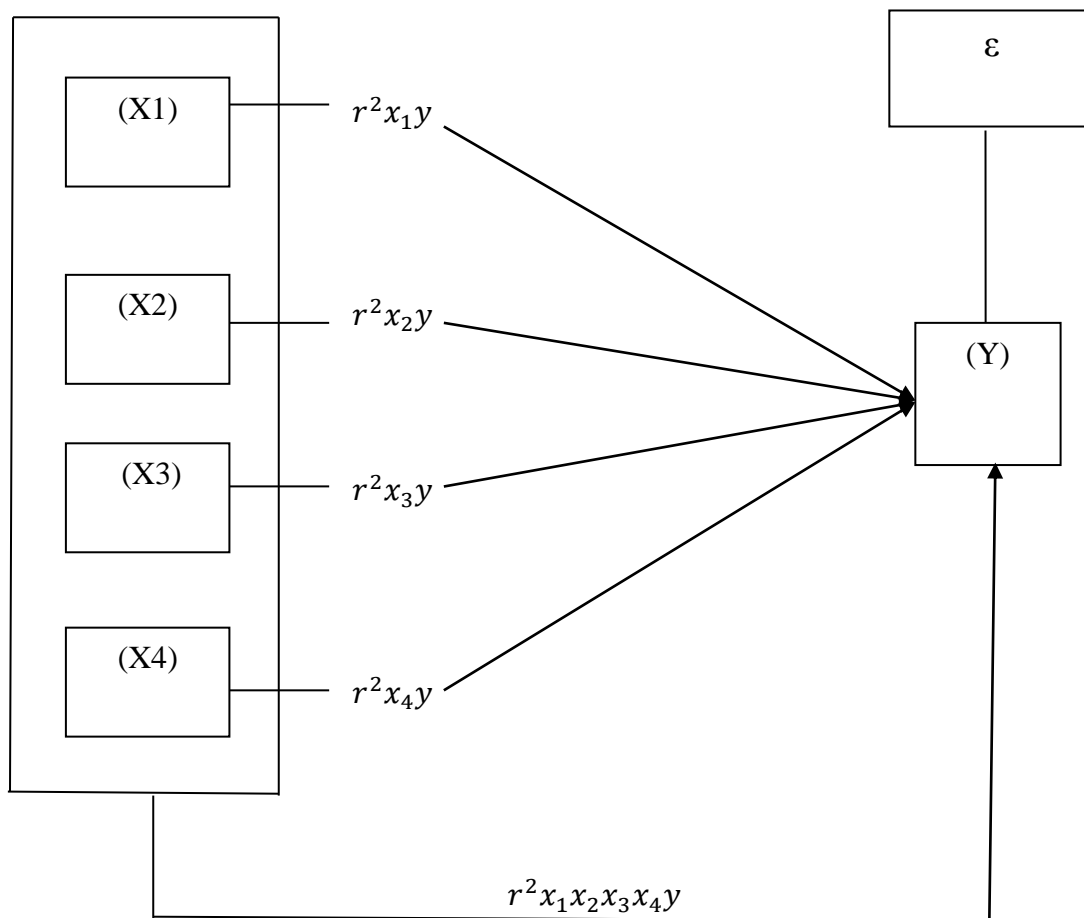 ε
(X1)
r²x₁y
(X2)
r²x₂y
(Y)
(X3)
r²x₃y
(X4)
r²x₄y
r²x₁x₂x₃x₄y